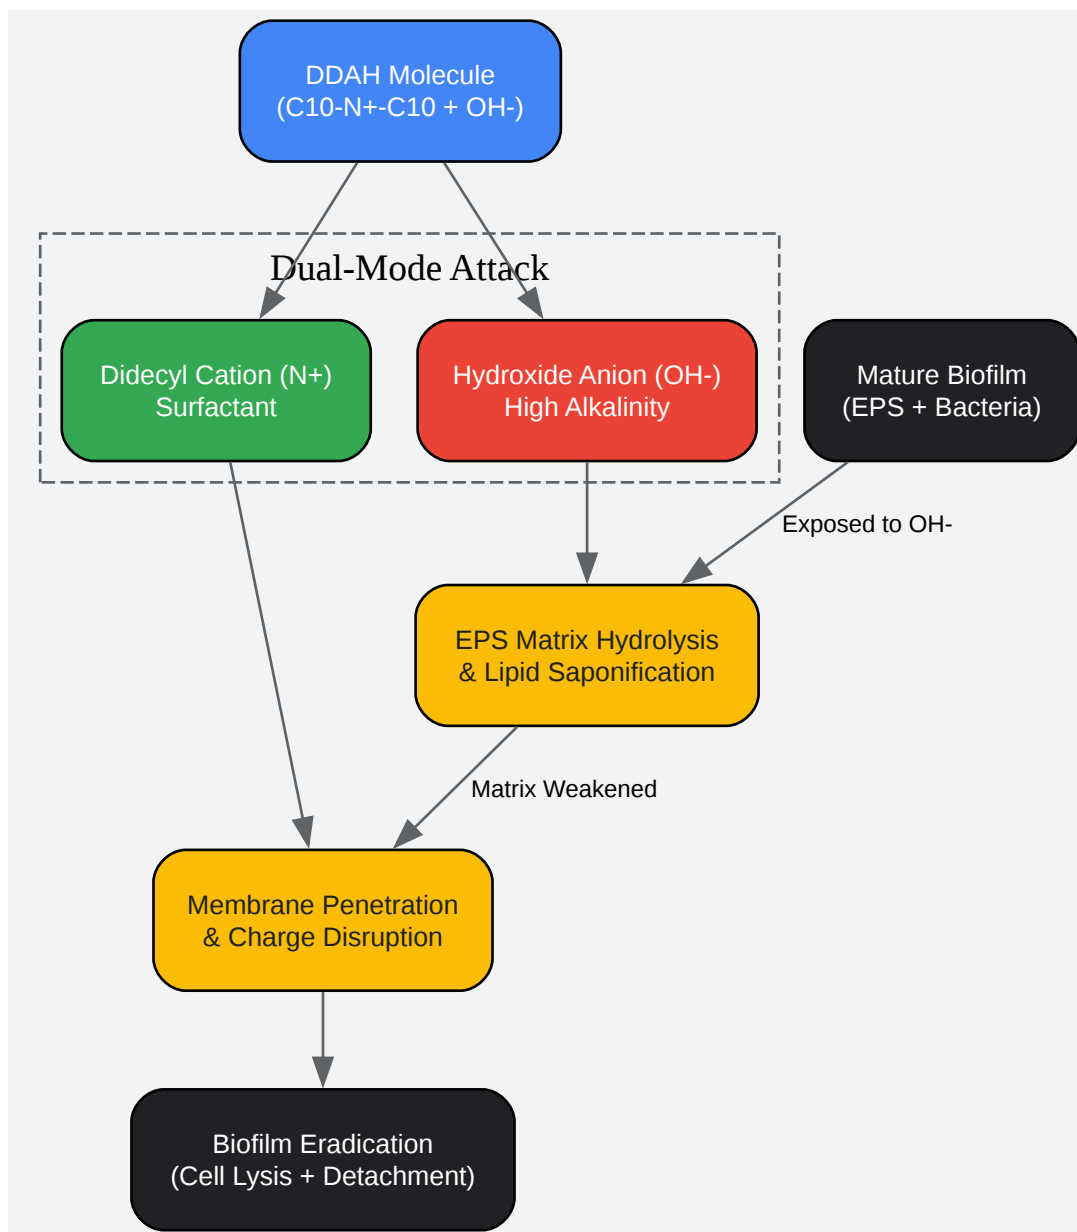 DDAH Molecule
(C10-N+-C10 + OH-)
Dual-Mode Attack
Didecyl Cation (N+)
Surfactant
Hydroxide Anion (OH-)
High Alkalinity
Mature Biofilm
(EPS + Bacteria)
Exposed to OH-
EPS Matrix Hydrolysis
& Lipid Saponification
Matrix Weakened
Membrane Penetration
& Charge Disruption
Biofilm Eradication
(Cell Lysis + Detachment)